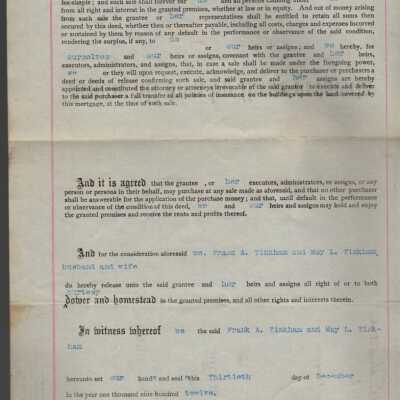 fee-simple; and such sale shall forever bar us and all persons claiming under
from all right and interest in the granted premises, whether at law or in equity. And out of money arising
from such sale the grantee or her representatives shall be entitled to retain all sums then
secured by this deed, whether then or thereafter payable, including all costs, charges and expenses incurred
or sustained by them by reason of any default in the performance or observance of the said condition,
rendering the surplus, if any, to us
or our heirs or assigns; and we hereby, for
ourselves and our heirs or assigns, covenant with the grantee and her heirs,
executors, administrators, and assigns, that, in case a sale shall be made under the foregoing power,
we or they will upon request, execute, acknowledge, and deliver to the purchaser or purchasers a
deed or deeds of release confirming such sale, and said grantee and her assigns are hereby
appointed and constituted the attorney or attorneys irrevocable of the said grantor to execute and deliver
to the said purchaser a full transfer of all policies of insurance on the buildings upon the land covered by
this mortgage, at the time of such sale.
And it is agreed that the grantee, or her executors, administrators, or assigns, or any
person or persons in their behalf, may purchase at any sale made as aforesaid, and that no other purchaser
shall be answerable for the application of the purchase money; and that, until default in the performance
or observance of the condition of this deed, we and our heirs and assigns may hold and enjoy
the granted premises and receive the rents and profits thereof.
And for the consideration aforesaid we, Frank A. Tinkham and May L. Tinkham,
husband and wife
do hereby release unto the said grantee and her heirs and assigns all right of or to both
curtesy
dower and homestead in the granted premises, and all other rights and interests therein.
In witness whereof we the said Frank A. Tinkham and May L. Tink-
ham
hereunto set our hand and seal this Thirtieth day of December
in the year one thousand nine hundred twelve.